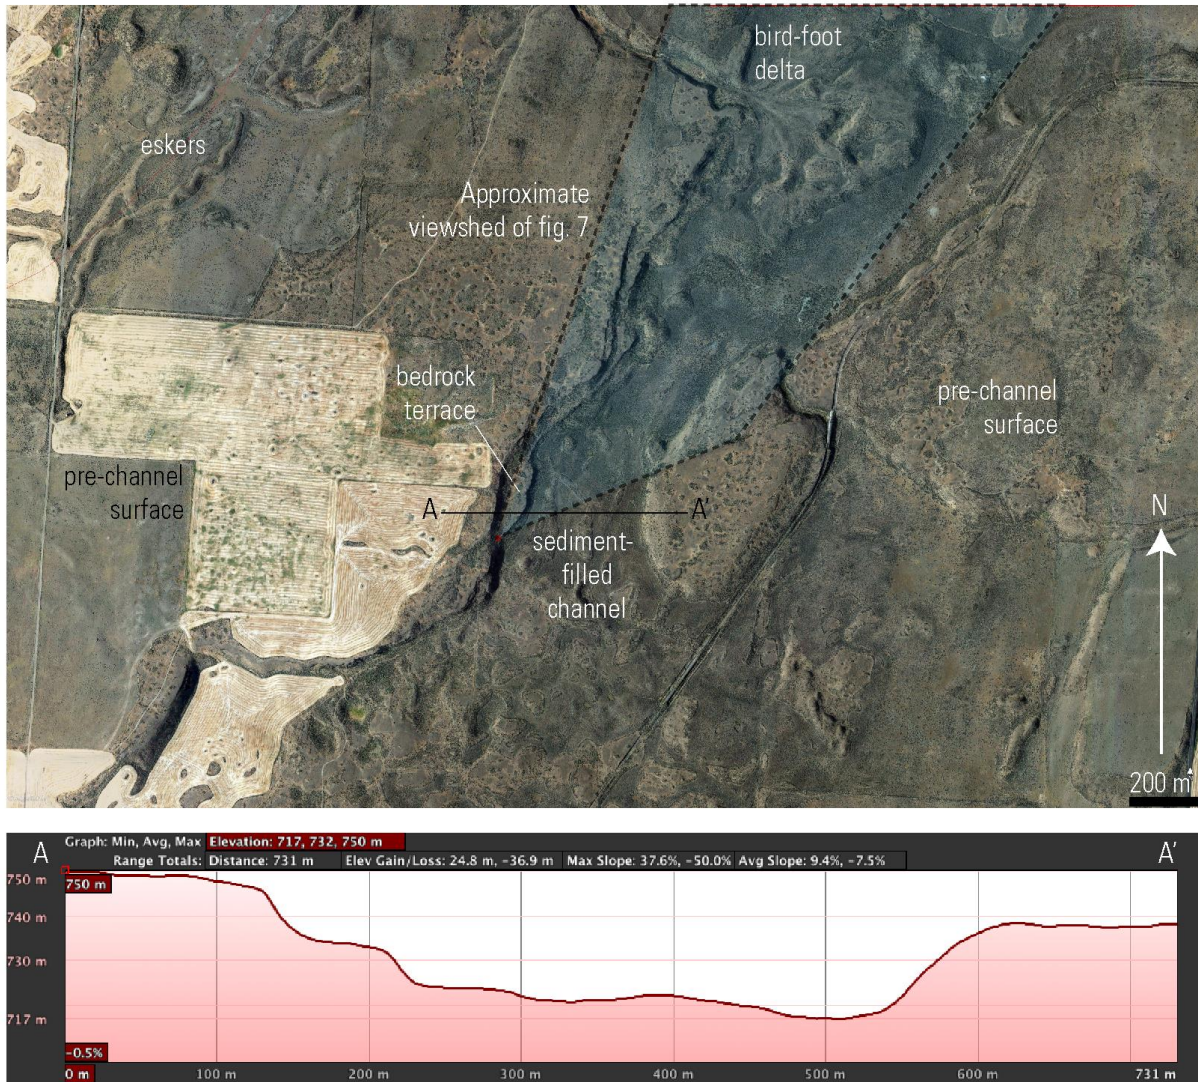 bird-foot
delta
eskers
Approximate
viewshed of fig. 7
bedrock
terrace
pre-channel
surface
pre-channel
surface
A
A'
N
sediment-
filled
channel
200 m
A
Graph: Min, Avg, Max Elevation: 717, 732, 750 m
A'
Range Totals: Distance: 731 m Elev Gain/Loss: 24.8 m, -36.9 m Max Slope: 37.6%, -50.0% Avg Slope: 9.4%, -7.5%
750 m
750 m
740 m
730 m
717 m
-0.5%
0 m 100 m 200 m 300 m 400 m 500 m 600 m 731 m